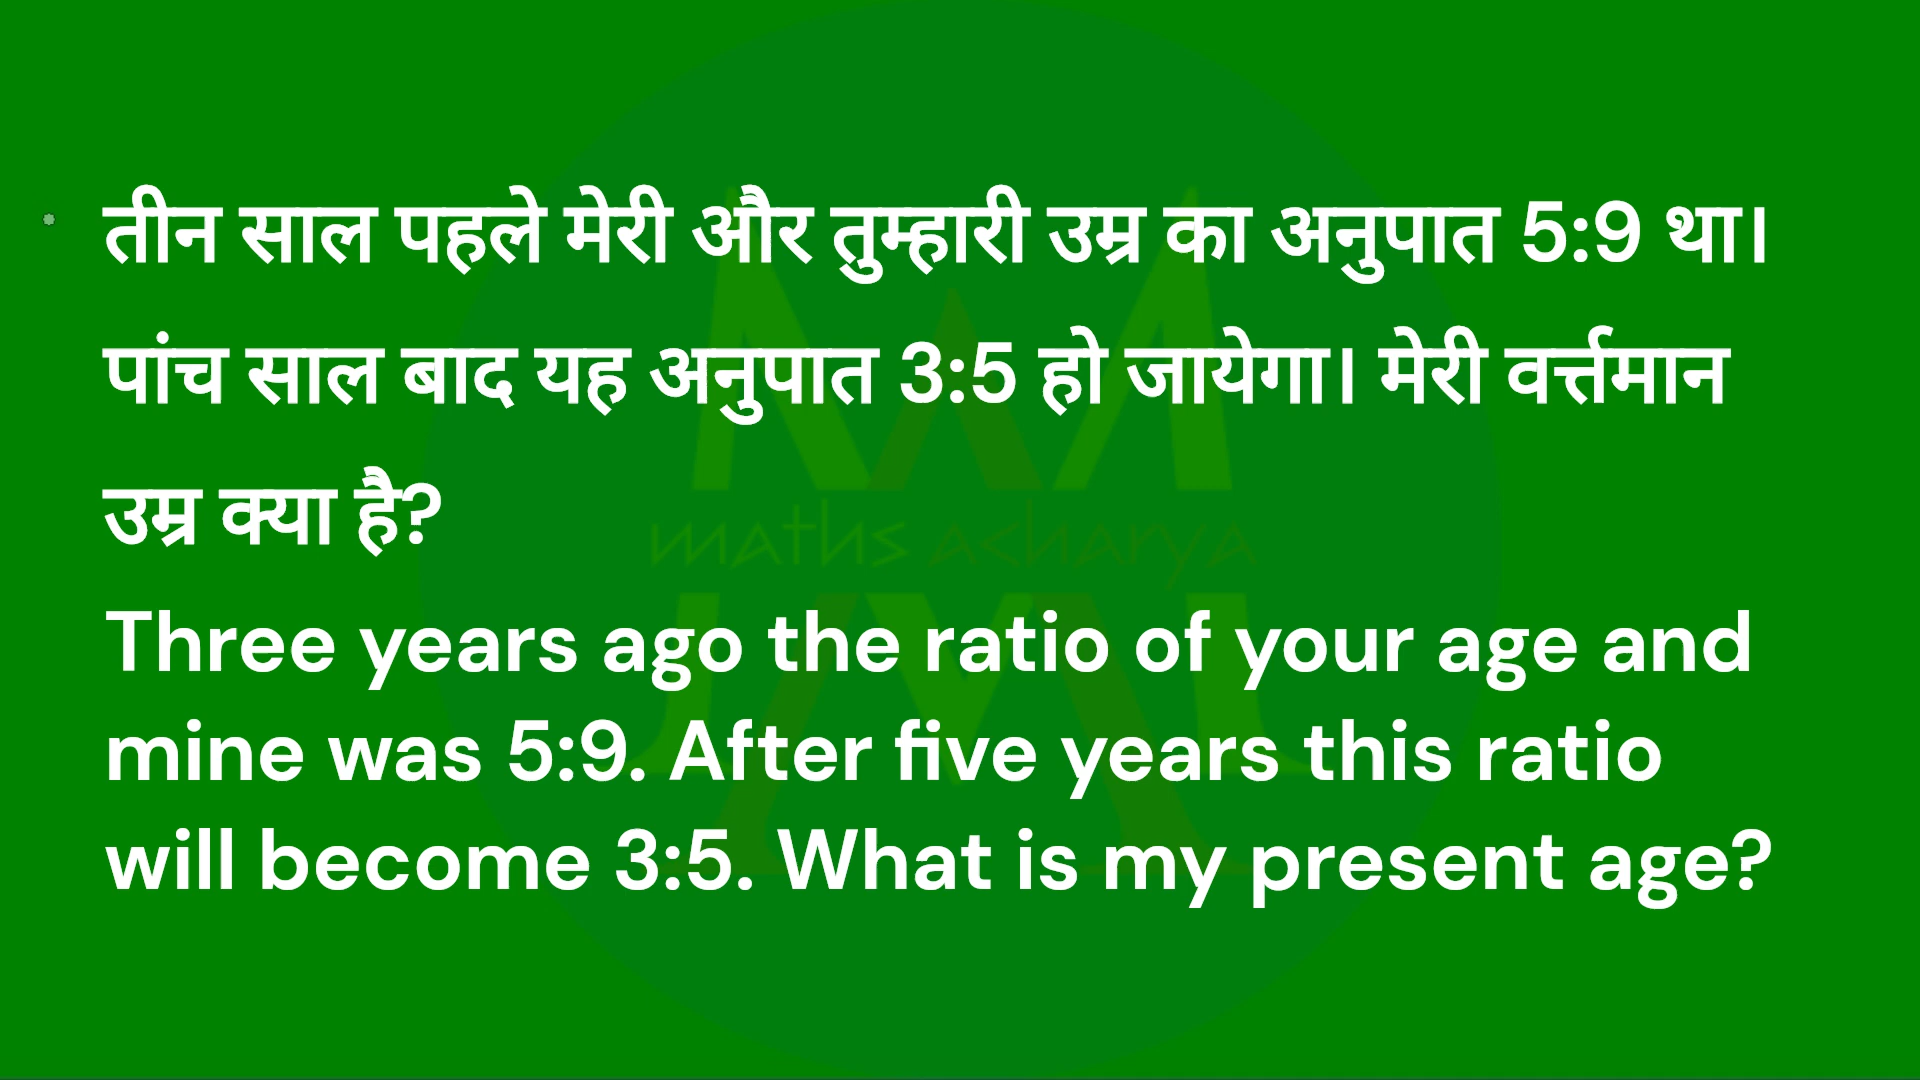 तीन साल पहले मेरी और तुम्हारी उम्र का अनुपात 5:9 था।
पांच साल बाद यह अनुपात 3:5 हो जायेगा। मेरी वर्त्तमान
उम्र क्या है?
maths acharya
Three years ago the ratio of your age and
mine was 5:9. After five years this ratio
will become 3:5. What is my present age?